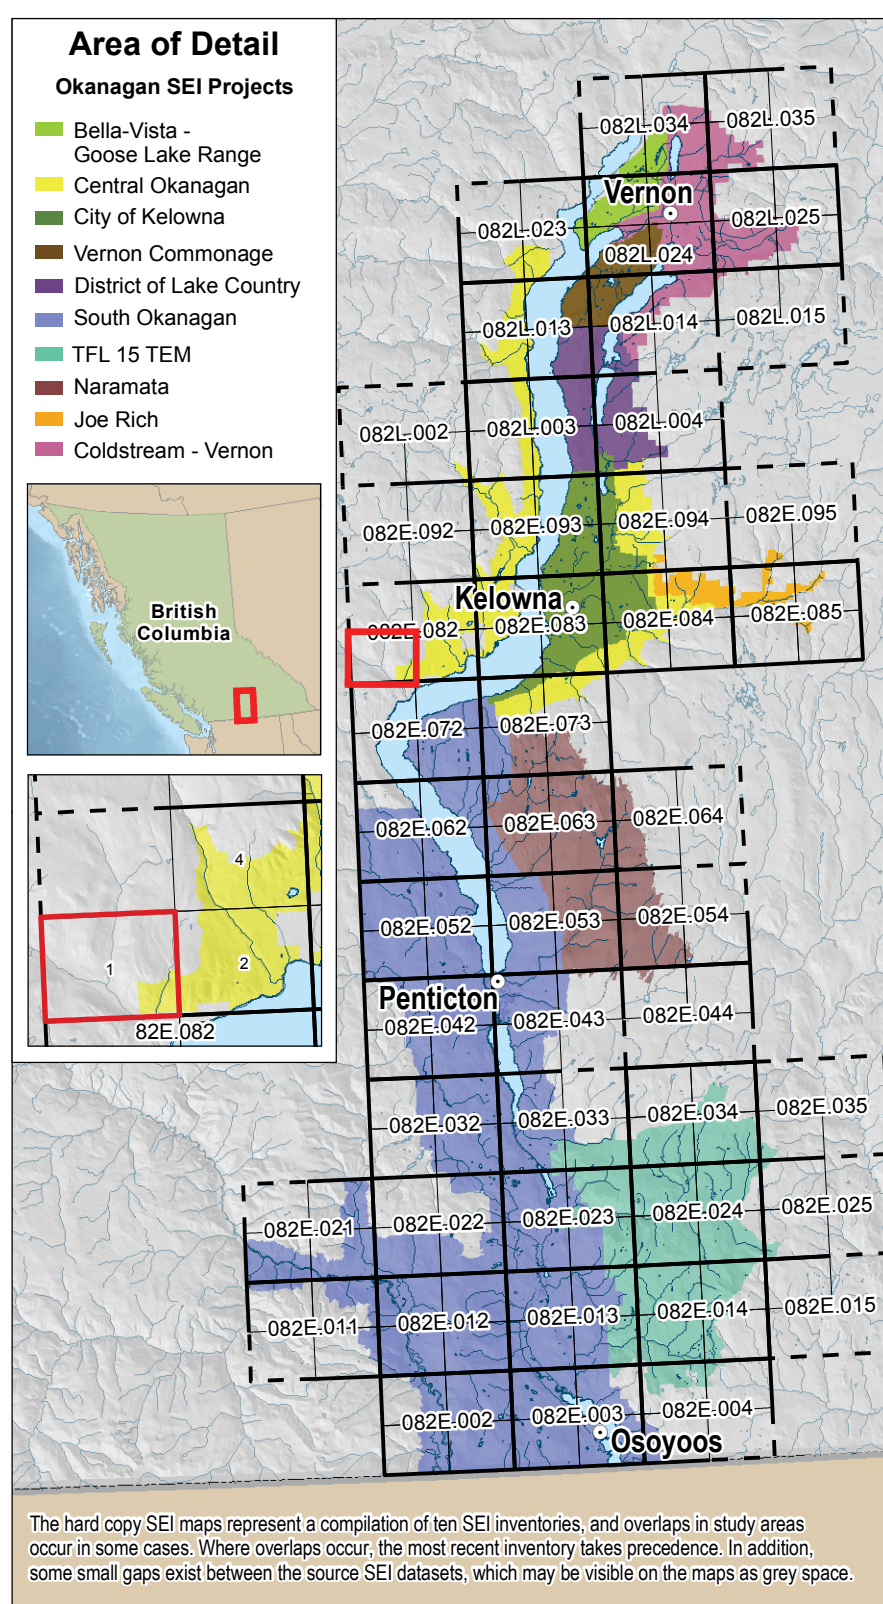 Area of Detail
Okanagan SEI Projects
Bella-Vista -
Goose Lake Range
Central Okanagan
City of Kelowna
Vernon Commonage
District of Lake Country
South Okanagan
TFL 15 TEM
Naramata
Joe Rich
Coldstream - Vernon
British
Columbia
4
1
2
82E.082
082L.034
082L.035
Vernon
082L.023
082L.025
082L.024
082L.013
082L.014
082L.015
082L.002
082L.003
082L.004
082E.092
082E.093
082E.094
082E.095
Kelowna
082E.082
082E.083
082E.084
082E.085
082E.072
082E.073
082E.062
082E.063
082E.064
082E.052
082E.053
082E.054
Penticton
082E.042
082E.043
082E.044
082E.032
082E.033
082E.034
082E.035
082E.021
082E.022
082E.023
082E.024
082E.025
082E.011
082E.012
082E.013
082E.014
082E.015
082E.002
082E.003
082E.004
Osoyoos
The hard copy SEI maps represent a compilation of ten SEI inventories, and overlaps in study areas
occur in some cases. Where overlaps occur, the most recent inventory takes precedence. In addition,
some small gaps exist between the source SEI datasets, which may be visible on the maps as grey space.